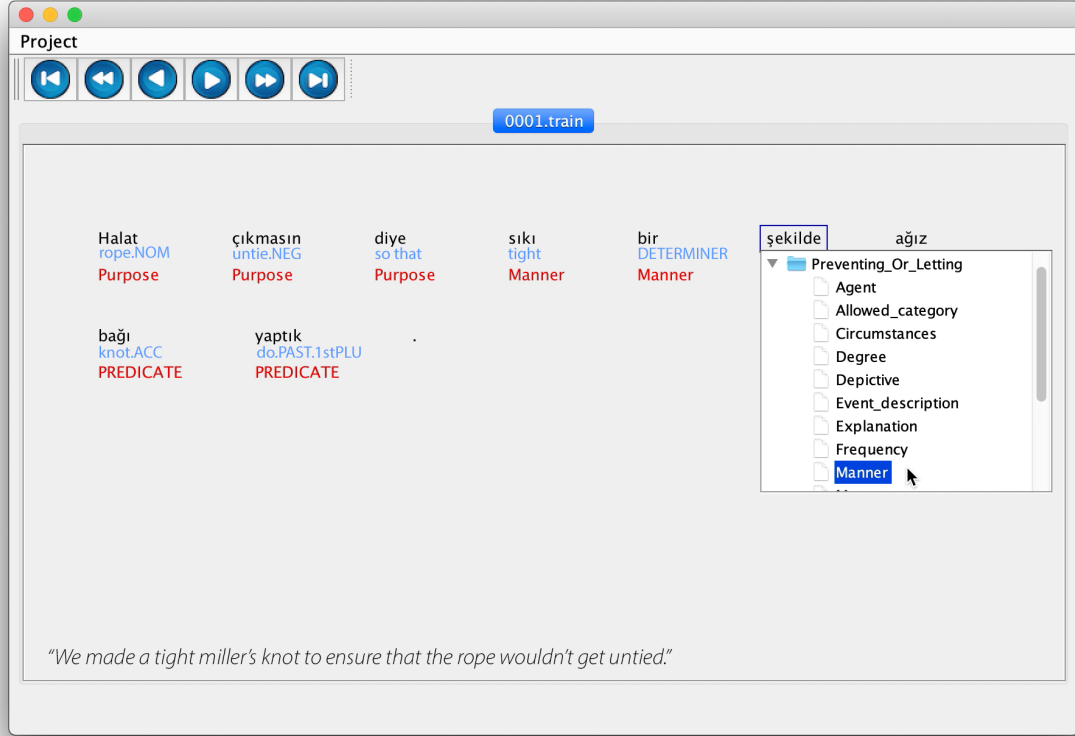 Project
0001.train
Halat çıkmasın diye sıkı bir şekilde ağız
rope.NOM untie.NEG so that tight DETERMINER
Purpose Purpose Purpose Manner Manner
Preventing_Or_Letting
Agent
Allowed_category
Circumstances
Degree
Depictive
Event_description
Explanation
Frequency
Manner
bağı yaptık .
knot.ACC do.PAST.1stPLU
PREDICATE PREDICATE
“We made a tight miller’s knot to ensure that the rope wouldn’t get untied.”